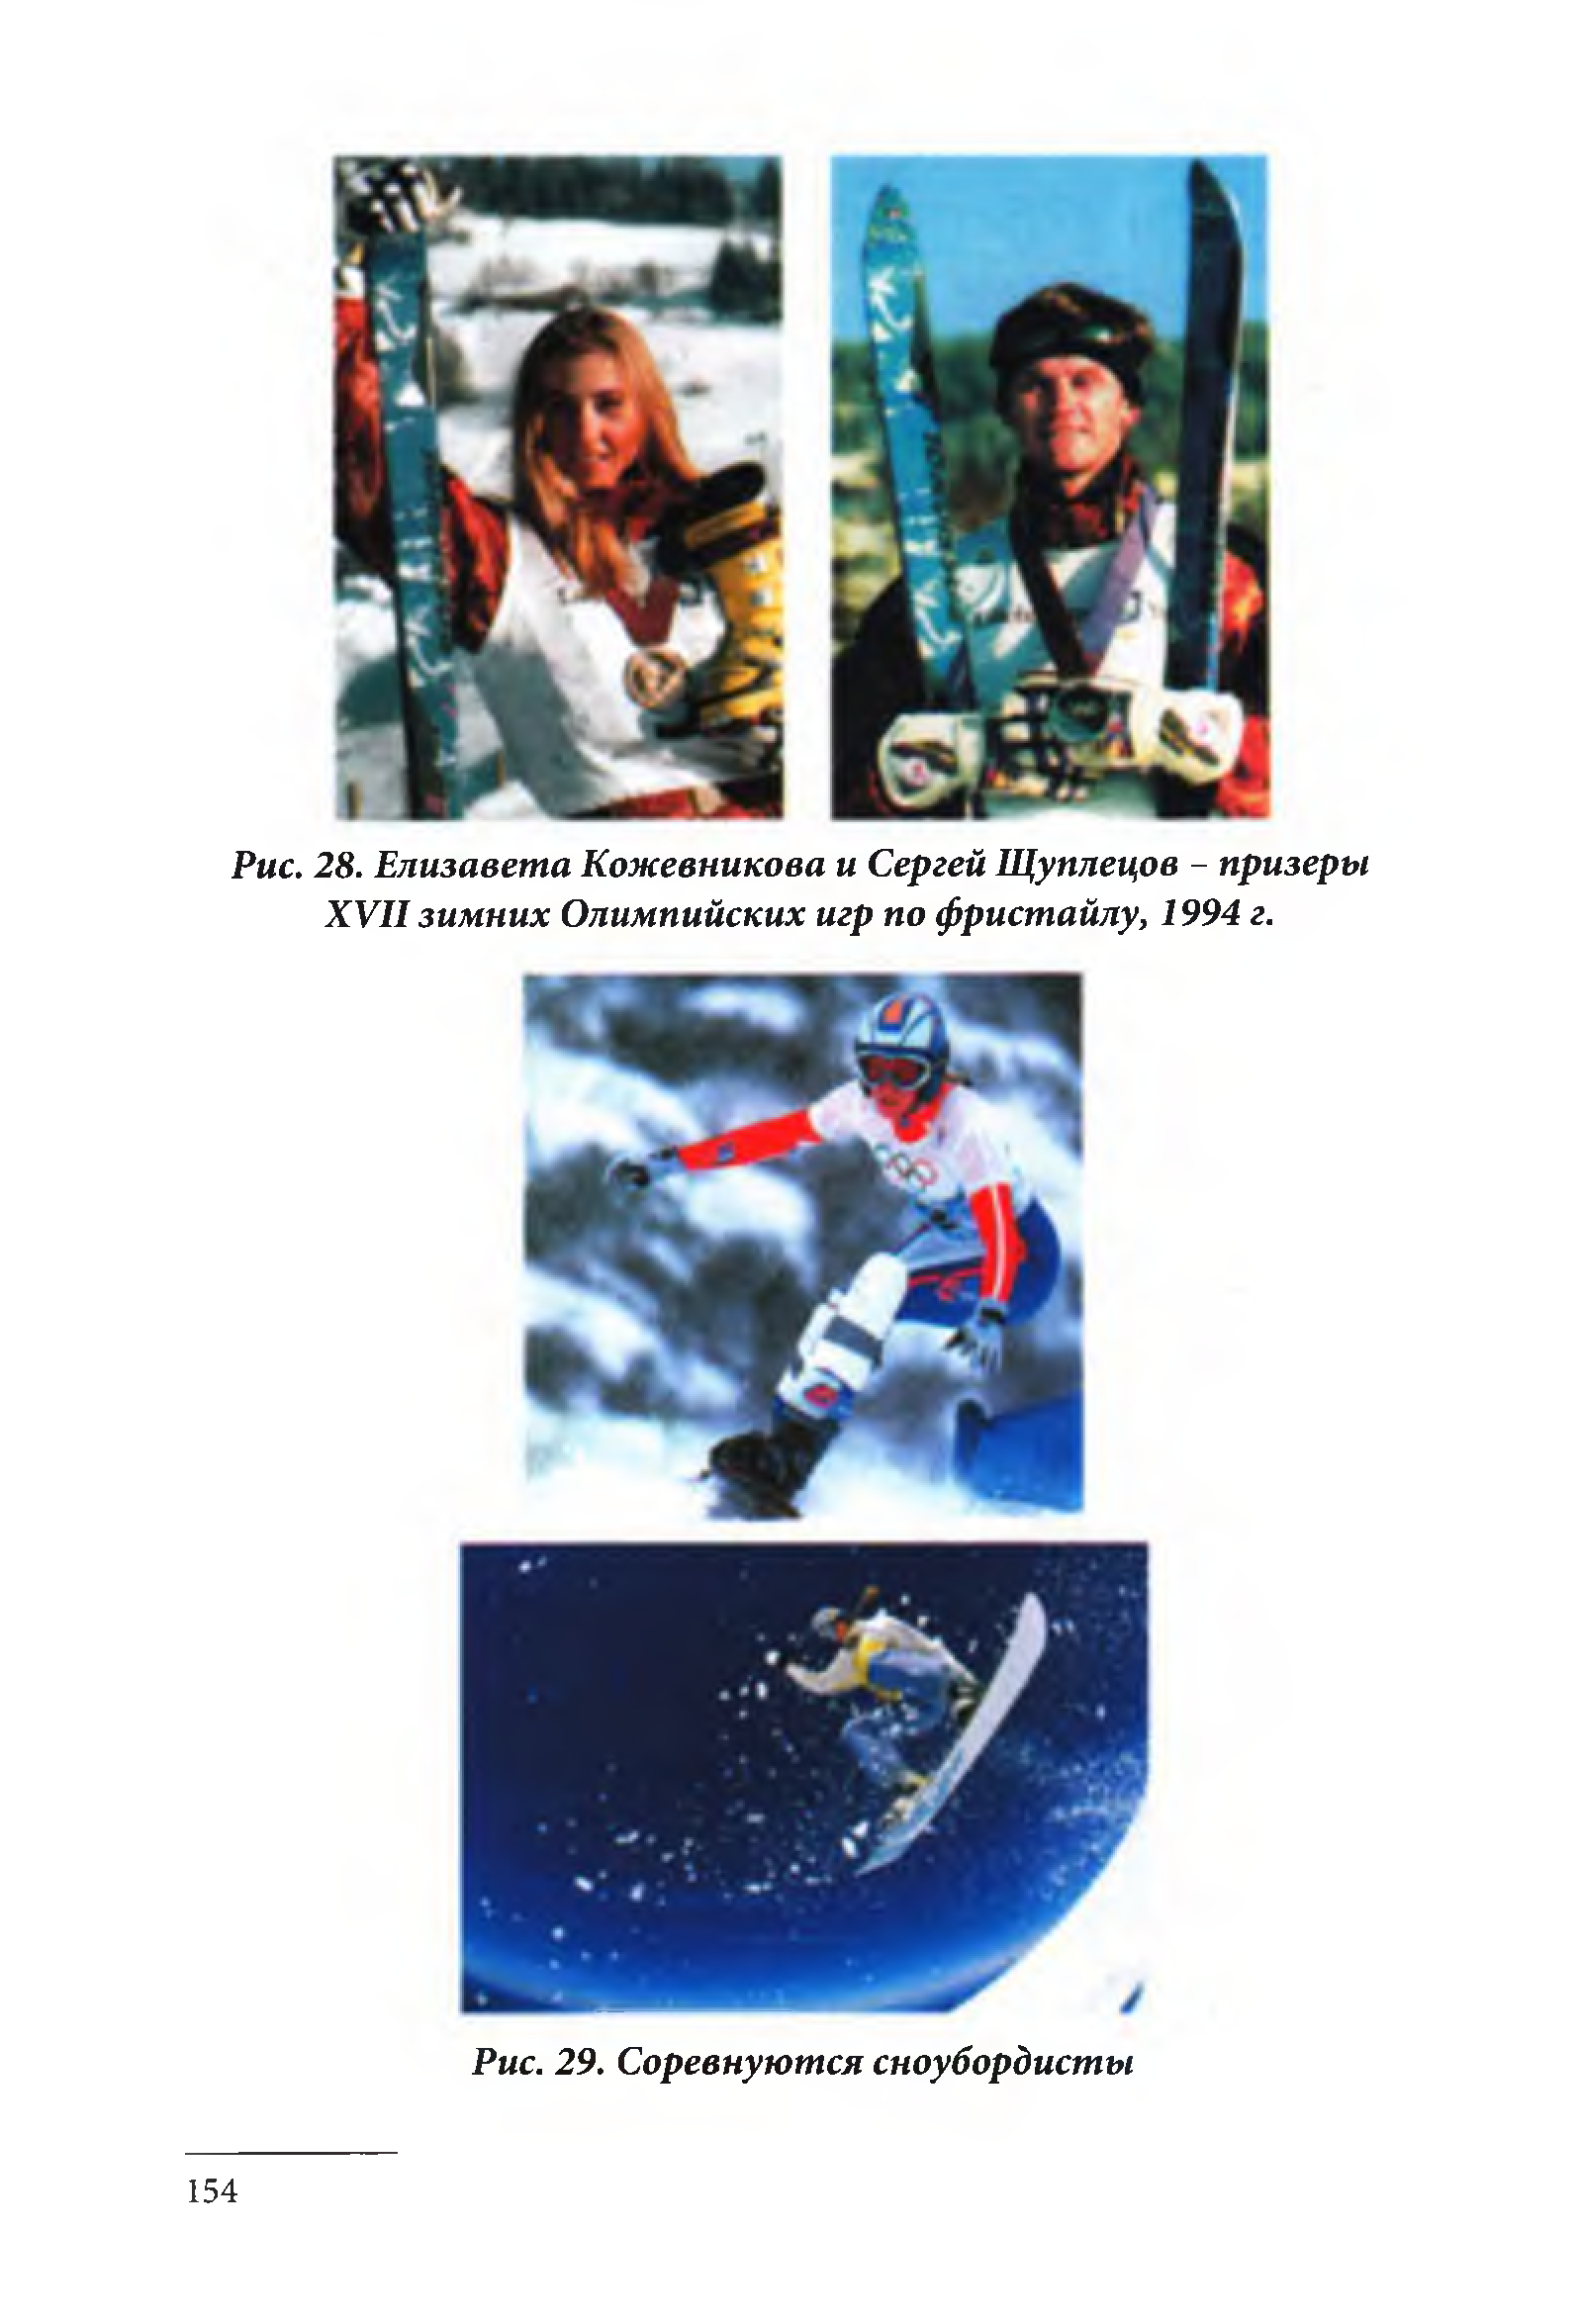 Рис. 28. Елизавета Кожевникова и Сергей Щуплецов – призеры
XVII зимних Олимпийских игр по фристайлу, 1994 г.
Рис. 29. Соревнуются сноубордисты
154